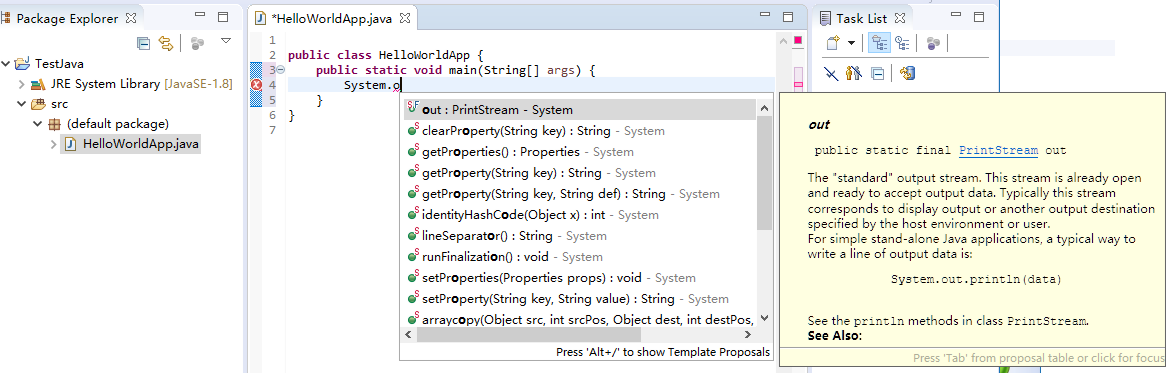 Package Explorer
TestJava
JRE System Library [JavaSE-1.8]
src
(default package)
HelloWorldApp.java
*HelloWorldApp.java
1
2 public class HelloWorldApp {
3 public static void main(String[] args) {
4 System.o
5 }
6 }
7
out : PrintStream - System
clearProperty(String key) : String - System
getProperties() : Properties - System
getProperty(String key) : String - System
getProperty(String key, String def) : String - System
identityHashCode(Object x) : int - System
lineSeparator() : String - System
runFinalization() : void - System
setProperties(Properties props) : void - System
setProperty(String key, String value) : String - System
arraycopy(Object src, int srcPos, Object dest, int destPos,
Press 'Alt+/' to show Template Proposals
Task List
out
public static final PrintStream out
The "standard" output stream. This stream is already open
and ready to accept output data. Typically this stream
corresponds to display output or another output destination
specified by the host environment or user.
For simple stand-alone Java applications, a typical way to
write a line of output data is:
System.out.println(data)
See the println methods in class PrintStream.
See Also:
Press 'Tab' from proposal table or click for focus